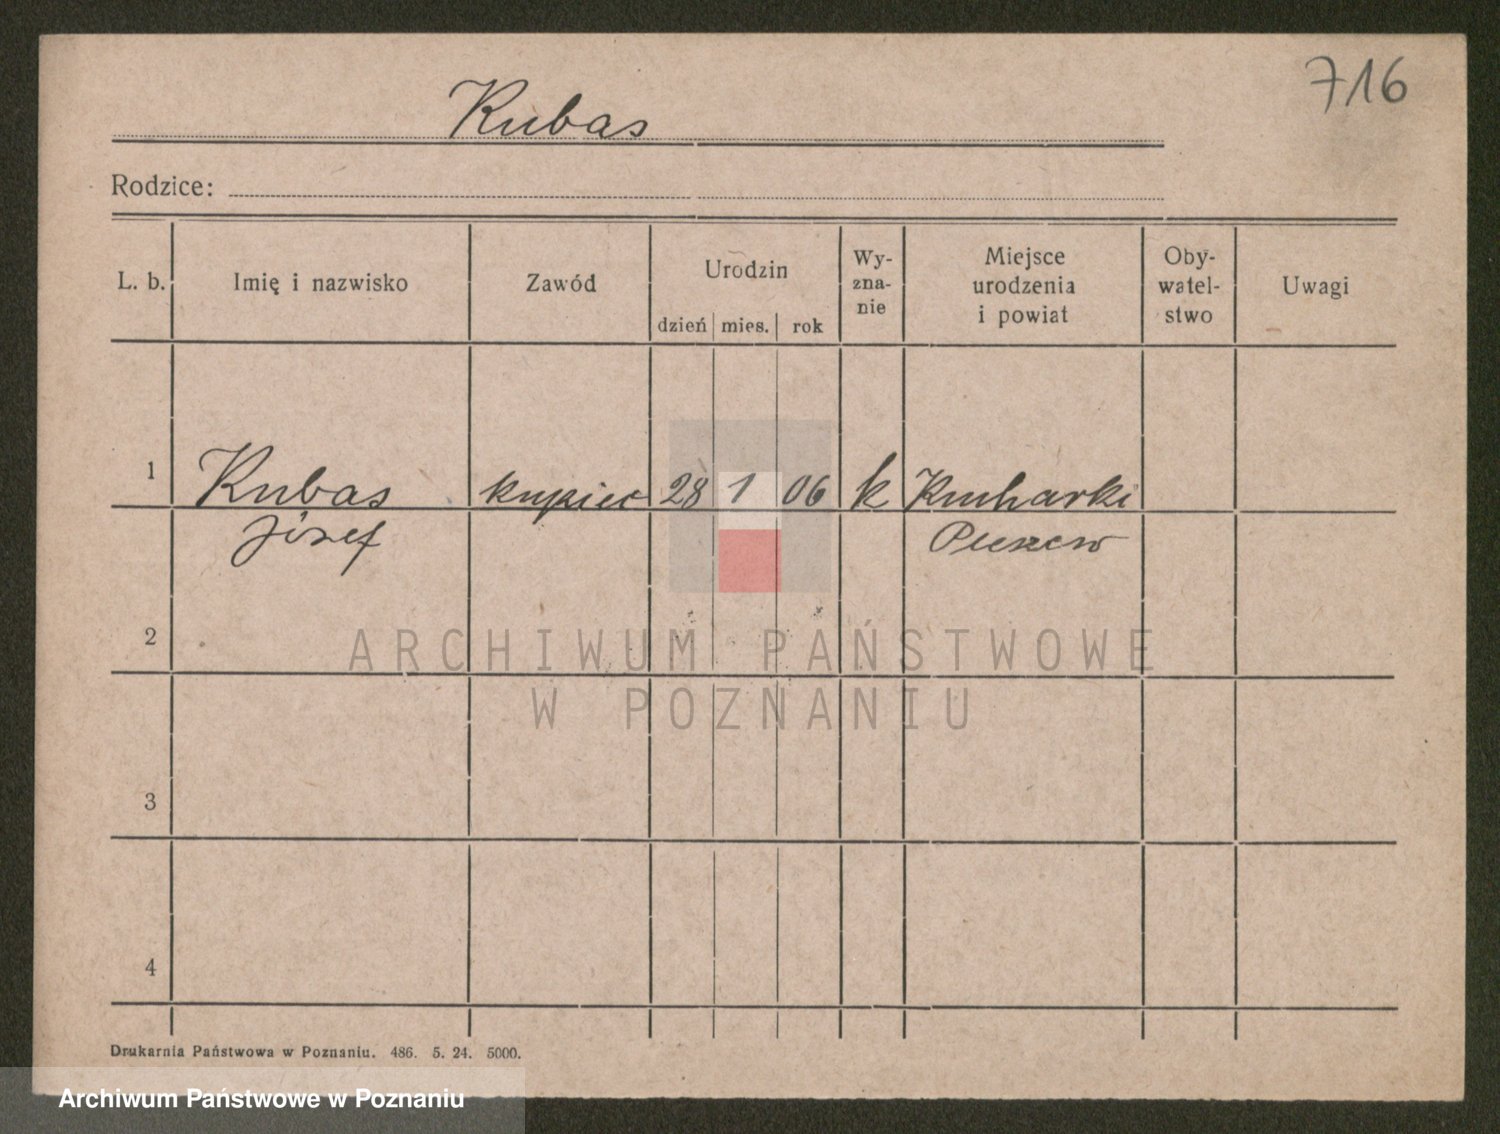 716
Kubas
Rodzice:
L. b.
Imię i nazwisko
Zawód
Urodzin
dzień mies. rok
Wy-
zna-
nie
Miejsce
urodzenia
i powiat
Oby-
watel-
stwo
Uwagi
1 Kubas kupiec 28 1 06 k Kucharki
Józef Pleszew
2
ARCHIWUM PAŃSTWOWE
W POZNANIU
3
4
Drukarnia Państwowa w Poznaniu. 486. 5. 24. 5000.
Archiwum Państwowe w Poznaniu